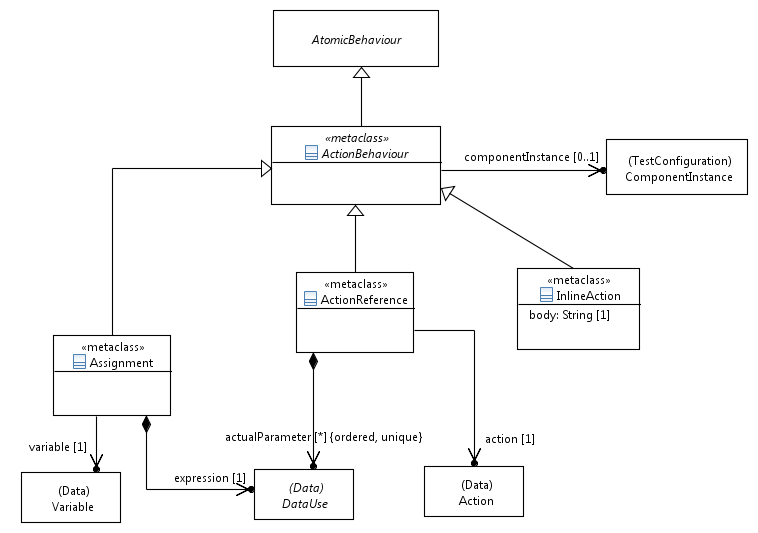 AtomicBehaviour
«metaclass»
ActionBehaviour
componentInstance [0..1]
(TestConfiguration)
ComponentInstance
«metaclass»
ActionReference
«metaclass»
InlineAction
body: String [1]
«metaclass»
Assignment
variable [1]
expression [1]
actualParameter [*] {ordered, unique}
action [1]
(Data)
Variable
(Data)
DataUse
(Data)
Action